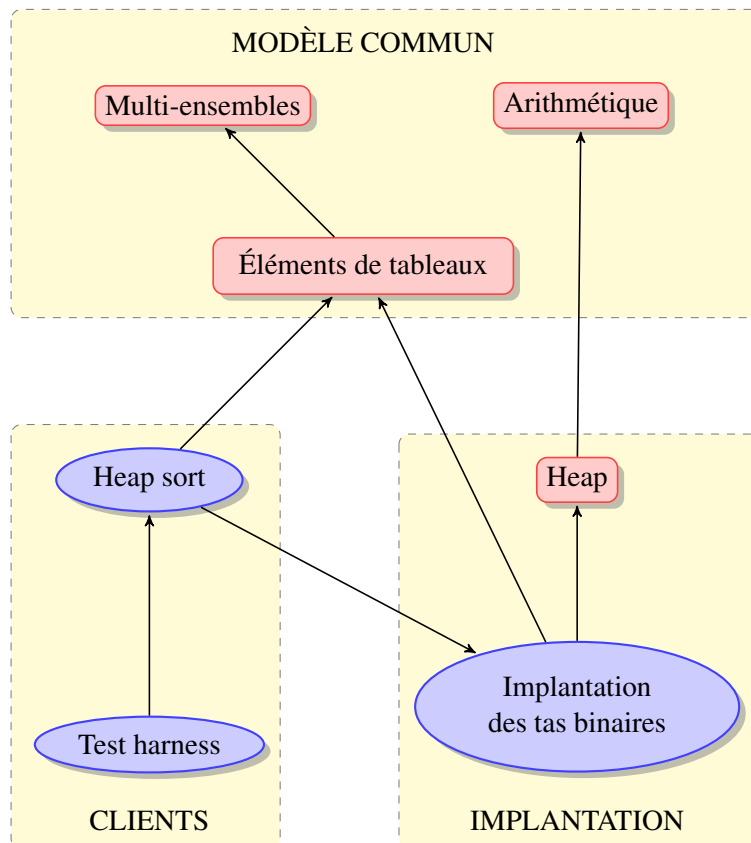 MODÈLE COMMUN
Multi-ensembles
Arithmétique
Éléments de tableaux
Heap sort
Heap
Implantation
des tas binaires
Test harness
CLIENTS
IMPLANTATION